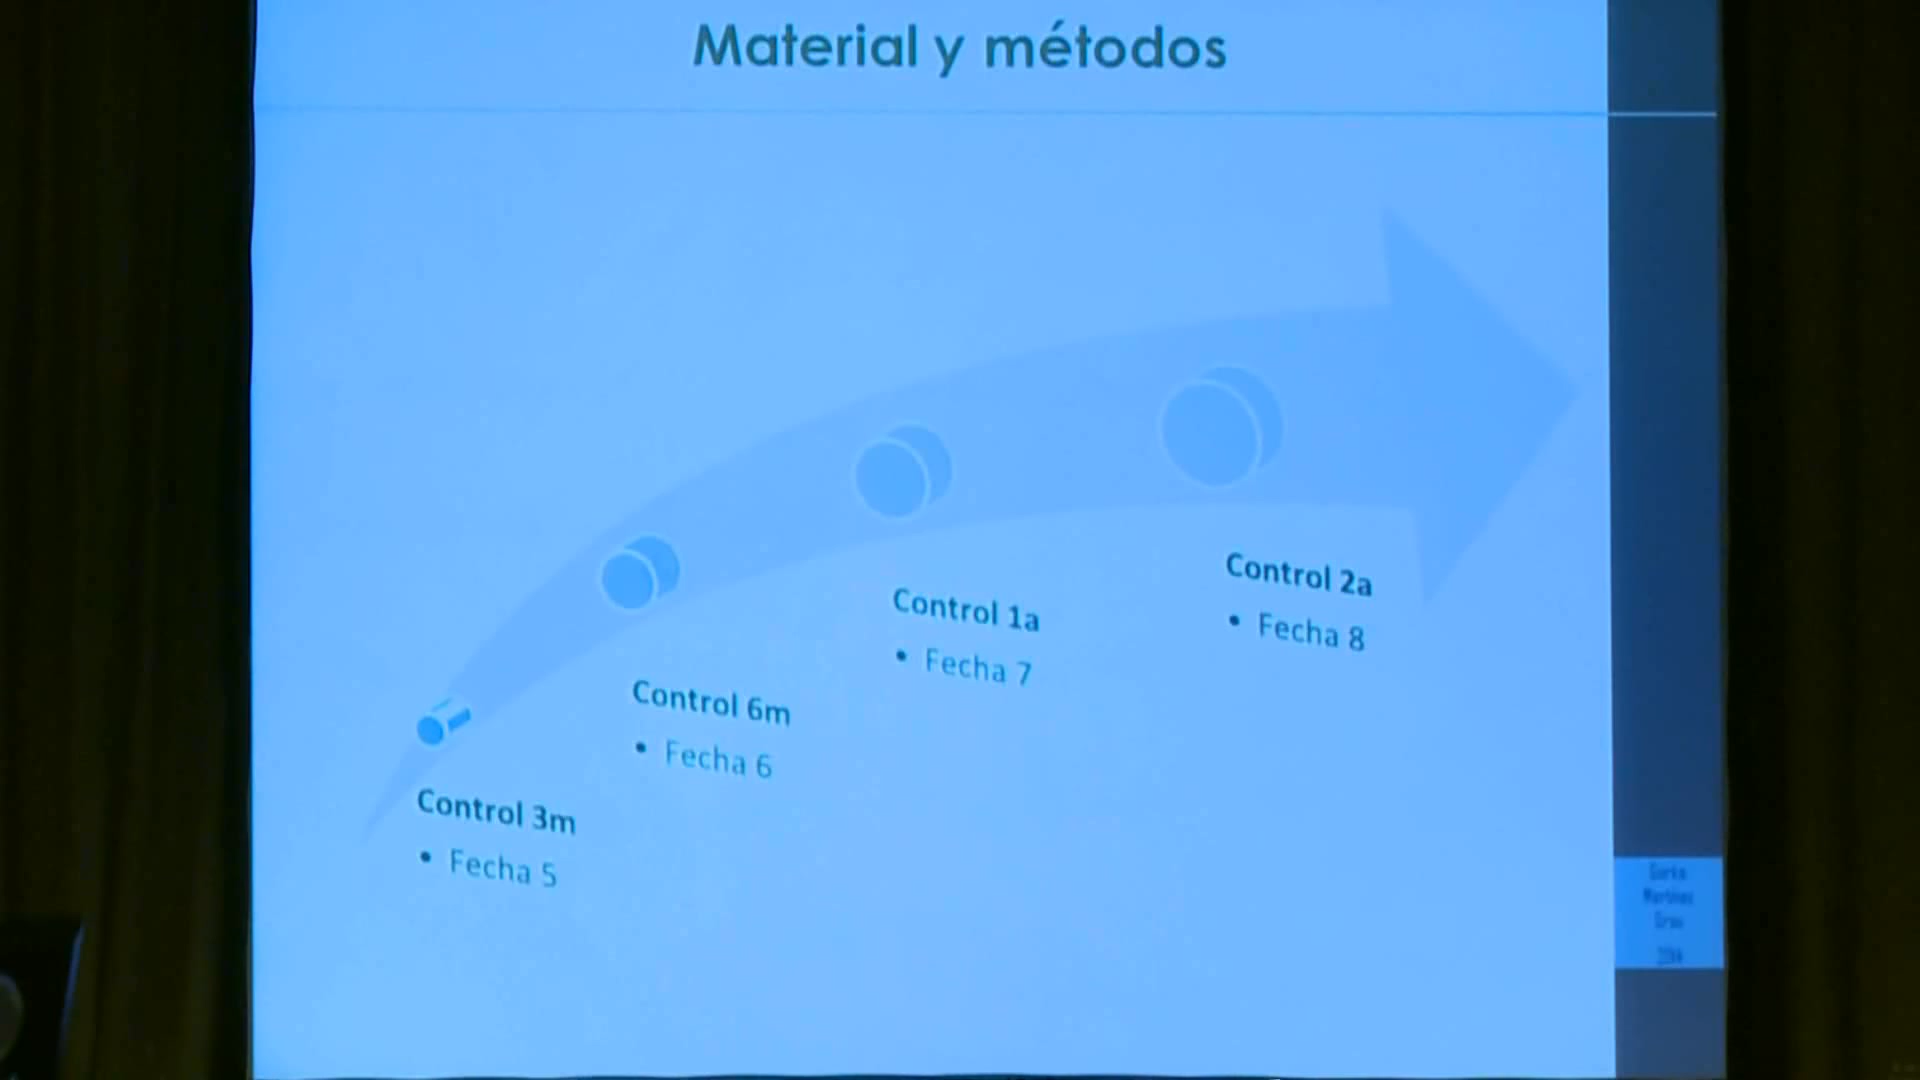 Material y métodos
Control 3m
• Fecha 5
Control 6m
• Fecha 6
Control 1a
• Fecha 7
Control 2a
• Fecha 8